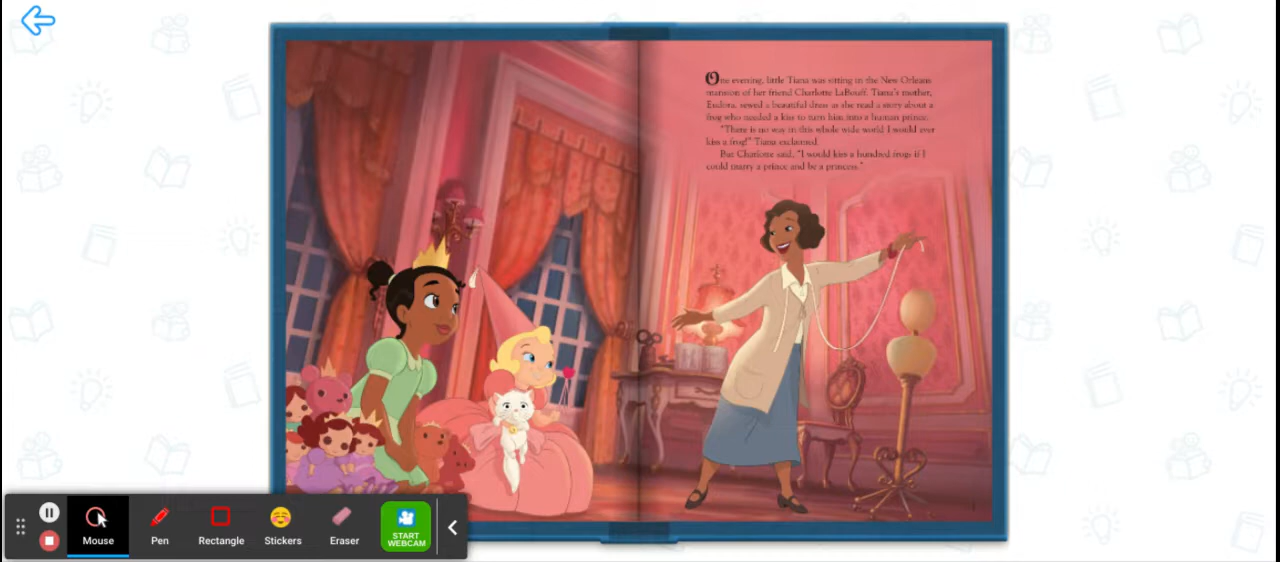 One evening, little Tiana was sitting in the New Orleans
mansion of her friend Charlotte LaBouff. Tiana's mother,
Eudora, sewed a beautiful dress as she read a story about a
frog who needed a kiss to turn him into a human prince.
"There is no way in this whole wide world I would ever
kiss a frog!" Tiana exclaimed.
But Charlotte said, "I would kiss a hundred frogs if I
could marry a prince and be a princess."
Mouse
Pen
Rectangle
Stickers
Eraser
START
WEBCAM